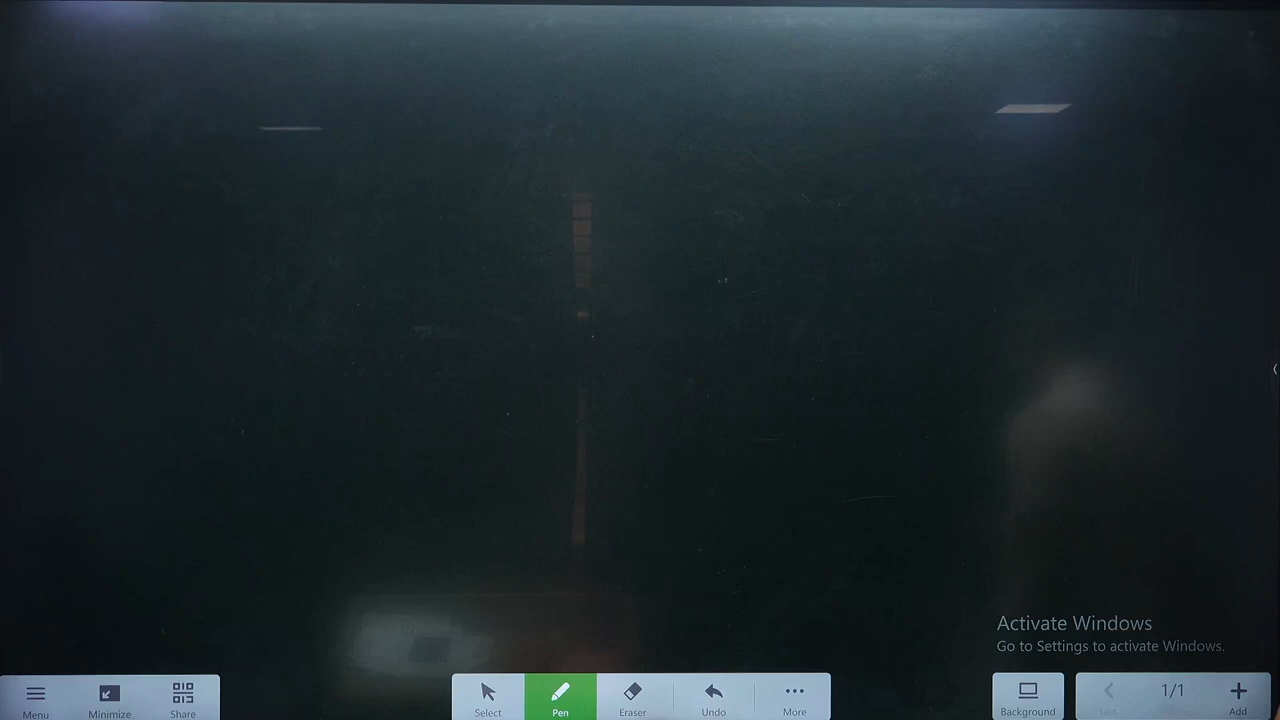 Activate Windows
Go to Settings to activate Windows.
Menu
Minimize
Share
Select
Pen
Eraser
Undo
More
Background
1/1
Add